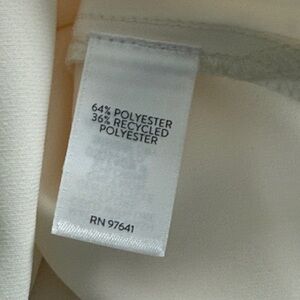 64% POLYESTER
36% RECYCLED
POLYESTER
RN 97641